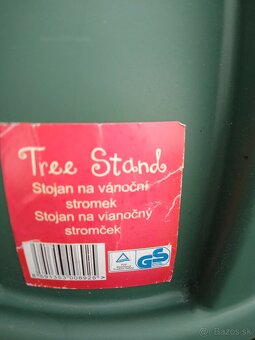 Tree Stand
Stojan na vánoční
stromek
Stojan na vianočný
stromček
GS
© Bazos.sk